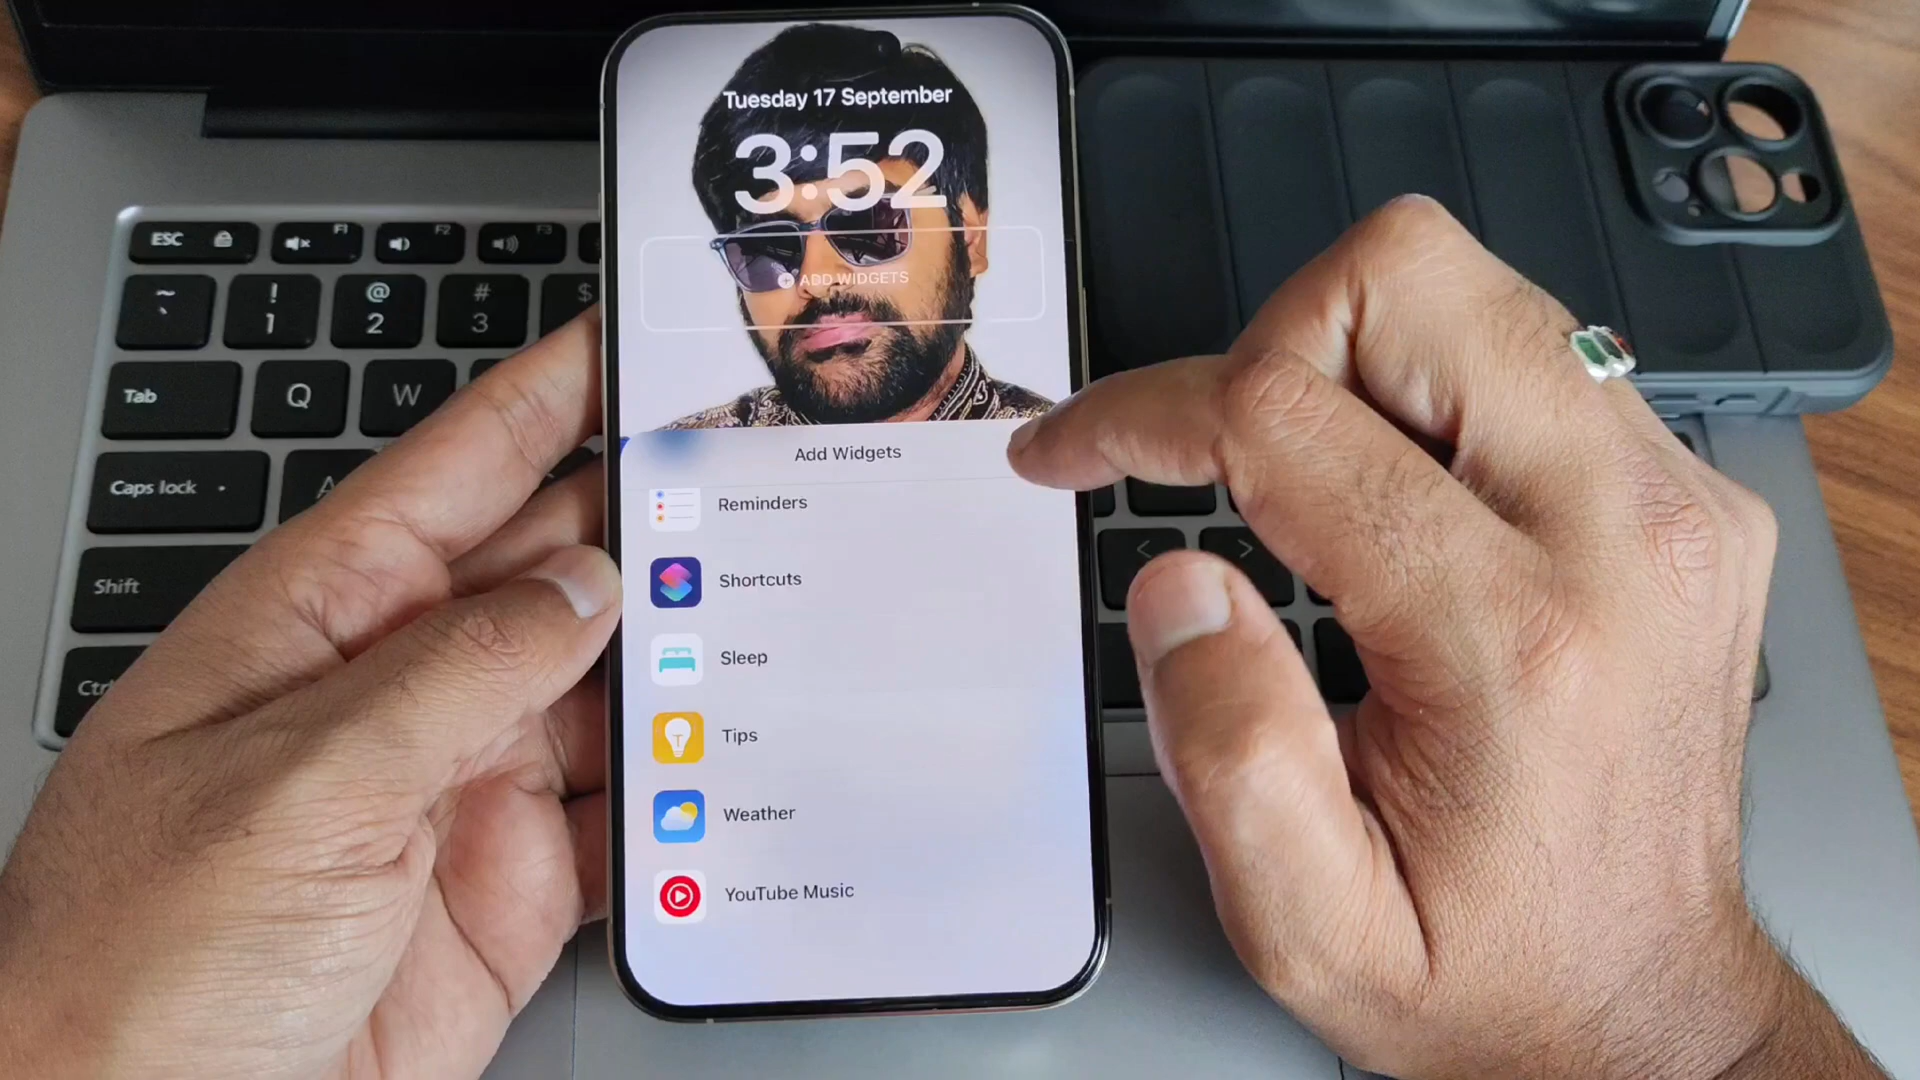 Tuesday 17 September
3:52
ADD WIDGETS
Add Widgets
Reminders
Shortcuts
Sleep
Tips
Weather
YouTube Music
ESC
F1
F2
F3
~
`
!
1
@
2
#
3
$
Tab
Q
W
Caps lock
A
Shift
Ctrl
<
>